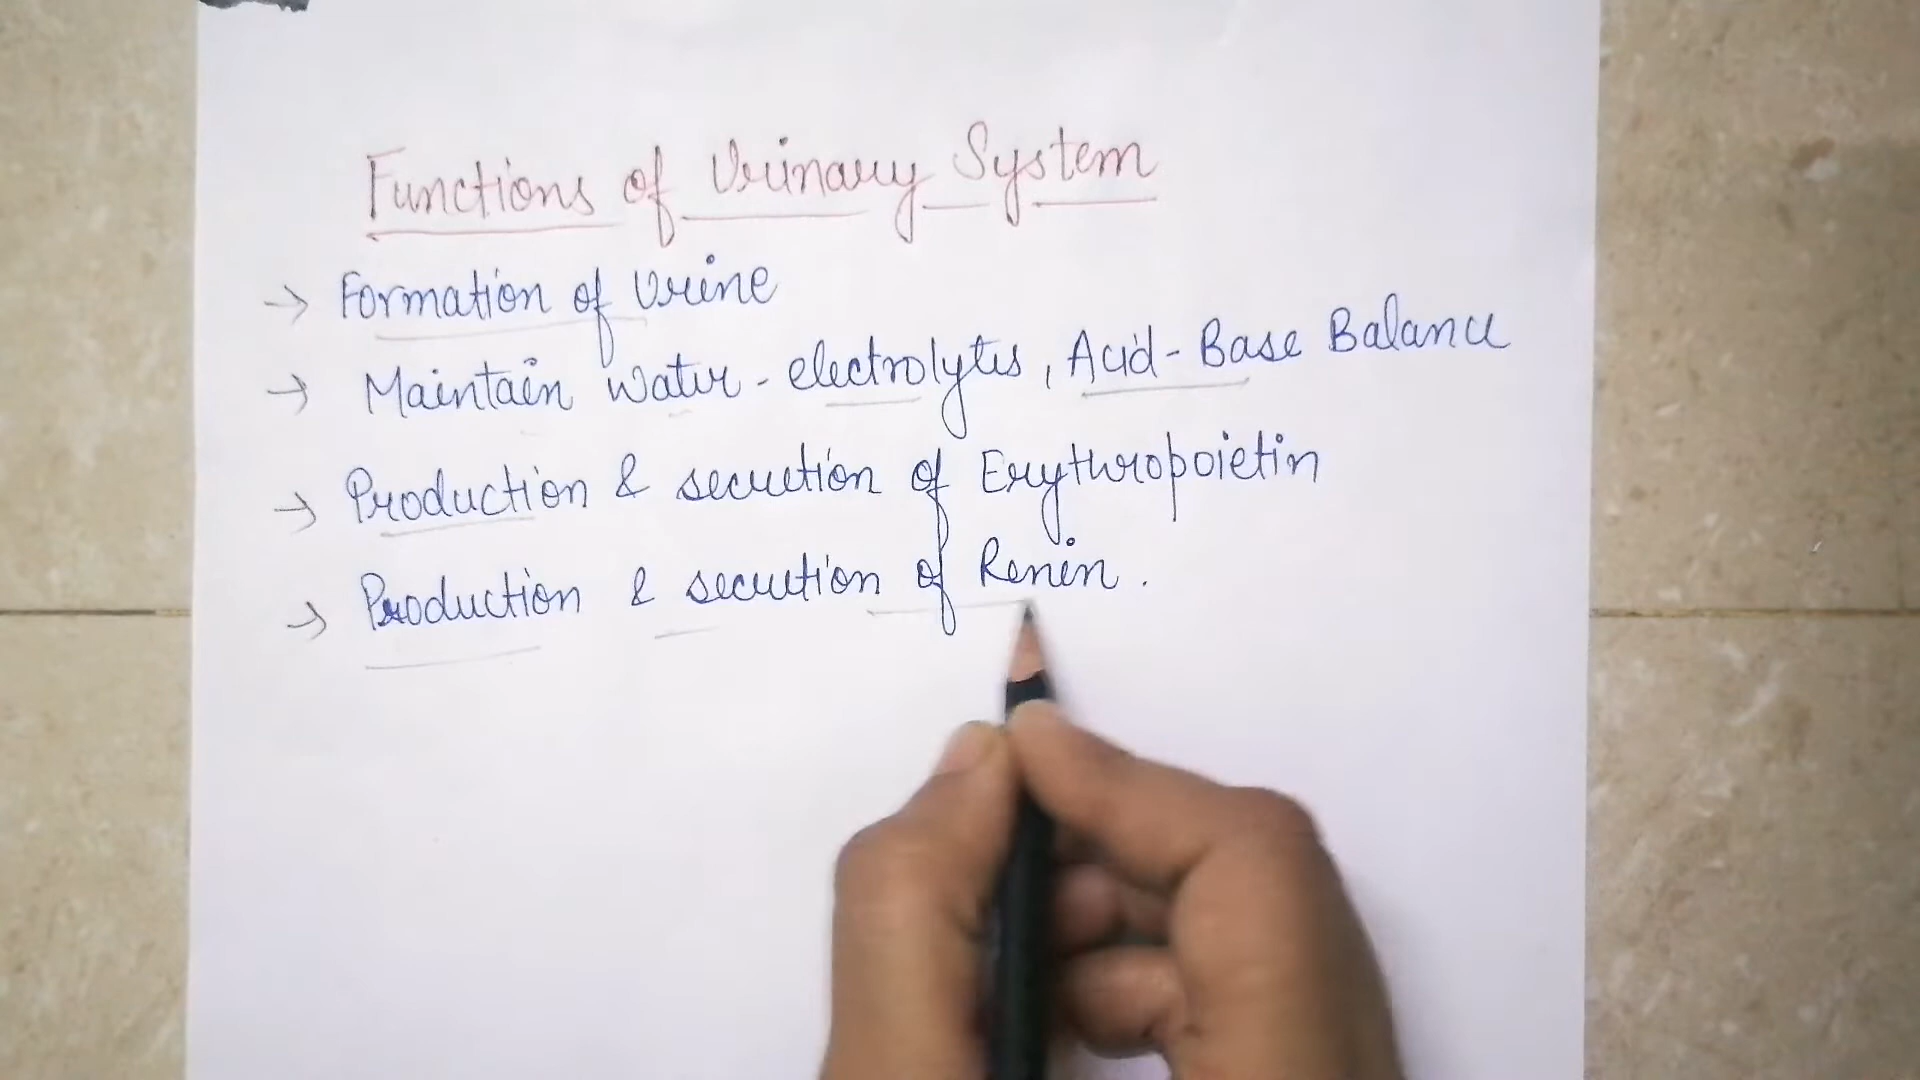 Functions of Urinary System
→ Formation of Urine
→ Maintain Water - electrolytes, Acid - Base Balance
→ Production & secretion of Erythropoietin
→ Production & secretion of Renin.